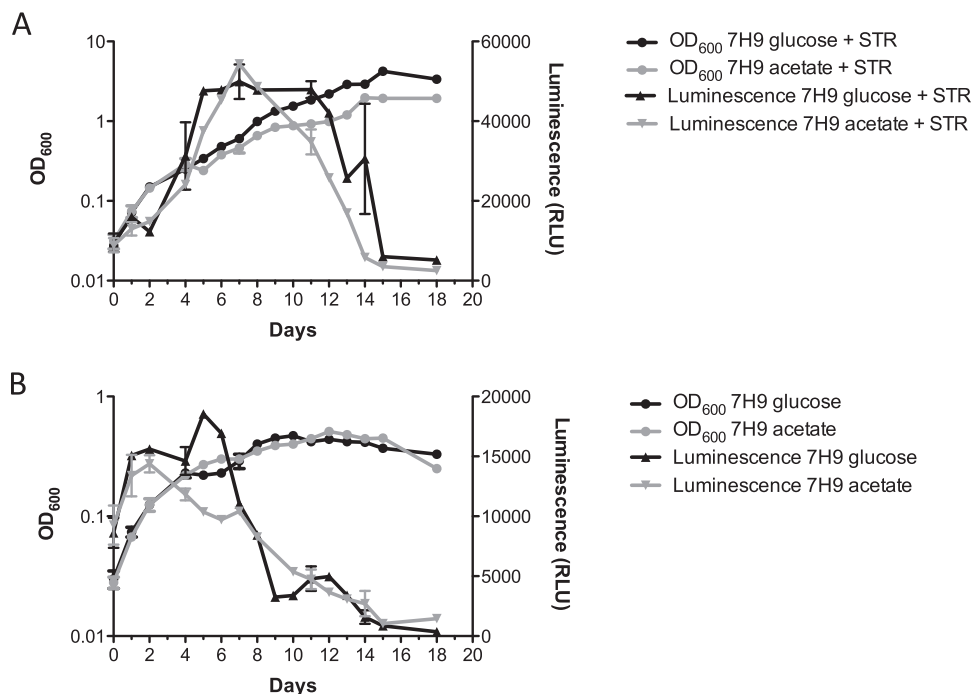 A
10
1
0.1
0.01
OD600
60000
40000
20000
0
Luminescence (RLU)
0 2 4 6 8 10 12 14 16 18 20
Days
OD600 7H9 glucose + STR
OD600 7H9 acetate + STR
Luminescence 7H9 glucose + STR
Luminescence 7H9 acetate + STR
B
1
0.1
0.01
OD600
20000
15000
10000
5000
0
Luminescence (RLU)
0 2 4 6 8 10 12 14 16 18 20
Days
OD600 7H9 glucose
OD600 7H9 acetate
Luminescence 7H9 glucose
Luminescence 7H9 acetate